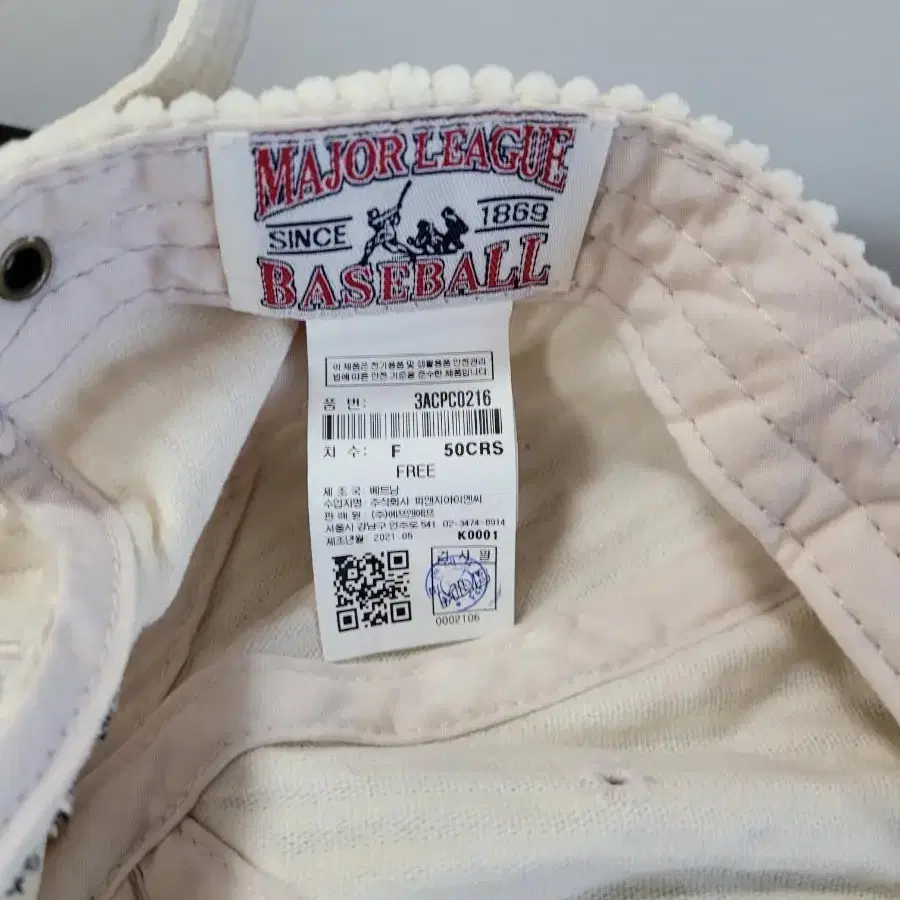 MAJOR LEAGUE
SINCE 1869
BASEBALL
이 제품은 전기용품 및 생활용품 안전관리
법에 따른 안전 기준을 준수한 제품입니다
품 번: 3ACPC0216
치 수: F 50CRS
FREE
제 조 국: 베트남
수입자명: 주식회사 피앤지아이엔씨
판 매 원: (주)에프앤에프
서울시 강남구 언주로 541 02-3474-8914
제조년월: 2021.05 K0001
검 사 필
0002106